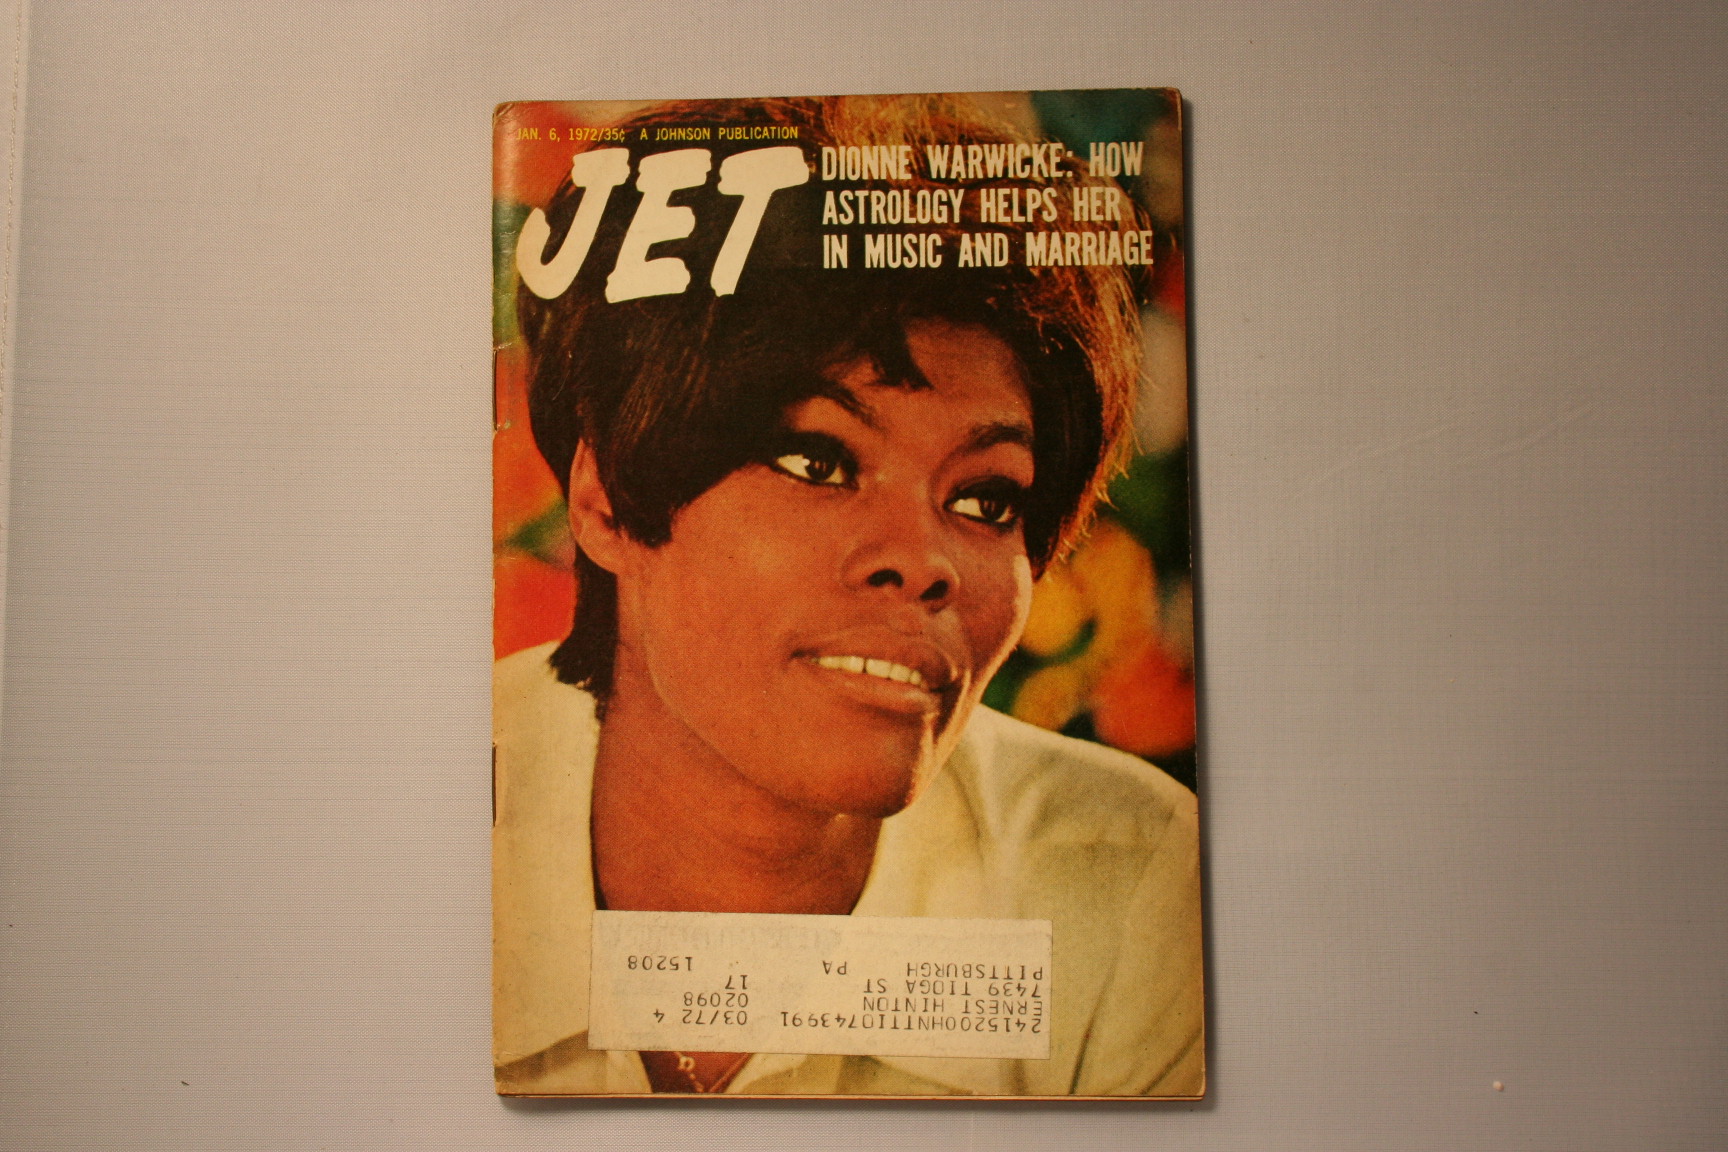 JAN. 6, 1972/35¢ A JOHNSON PUBLICATION
JET
DIONNE WARWICKE: HOW
ASTROLOGY HELPS HER
IN MUSIC AND MARRIAGE
241520OHNTTIO743991 03/72 4
ERNEST HINTON 02098
7439 TIOGA ST 17
PITTSBURGH PA 15208